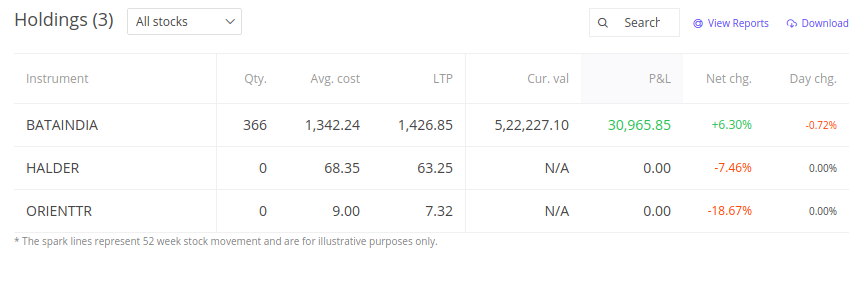 Holdings (3) All stocks Search View Reports Download
Instrument Qty. Avg. cost LTP Cur. val P&L Net chg. Day chg.
BATAINDIA 366 1,342.24 1,426.85 5,22,227.10 30,965.85 +6.30% -0.72%
HALDER 0 68.35 63.25 N/A 0.00 -7.46% 0.00%
ORIENTTR 0 9.00 7.32 N/A 0.00 -18.67% 0.00%
* The spark lines represent 52 week stock movement and are for illustrative purposes only.